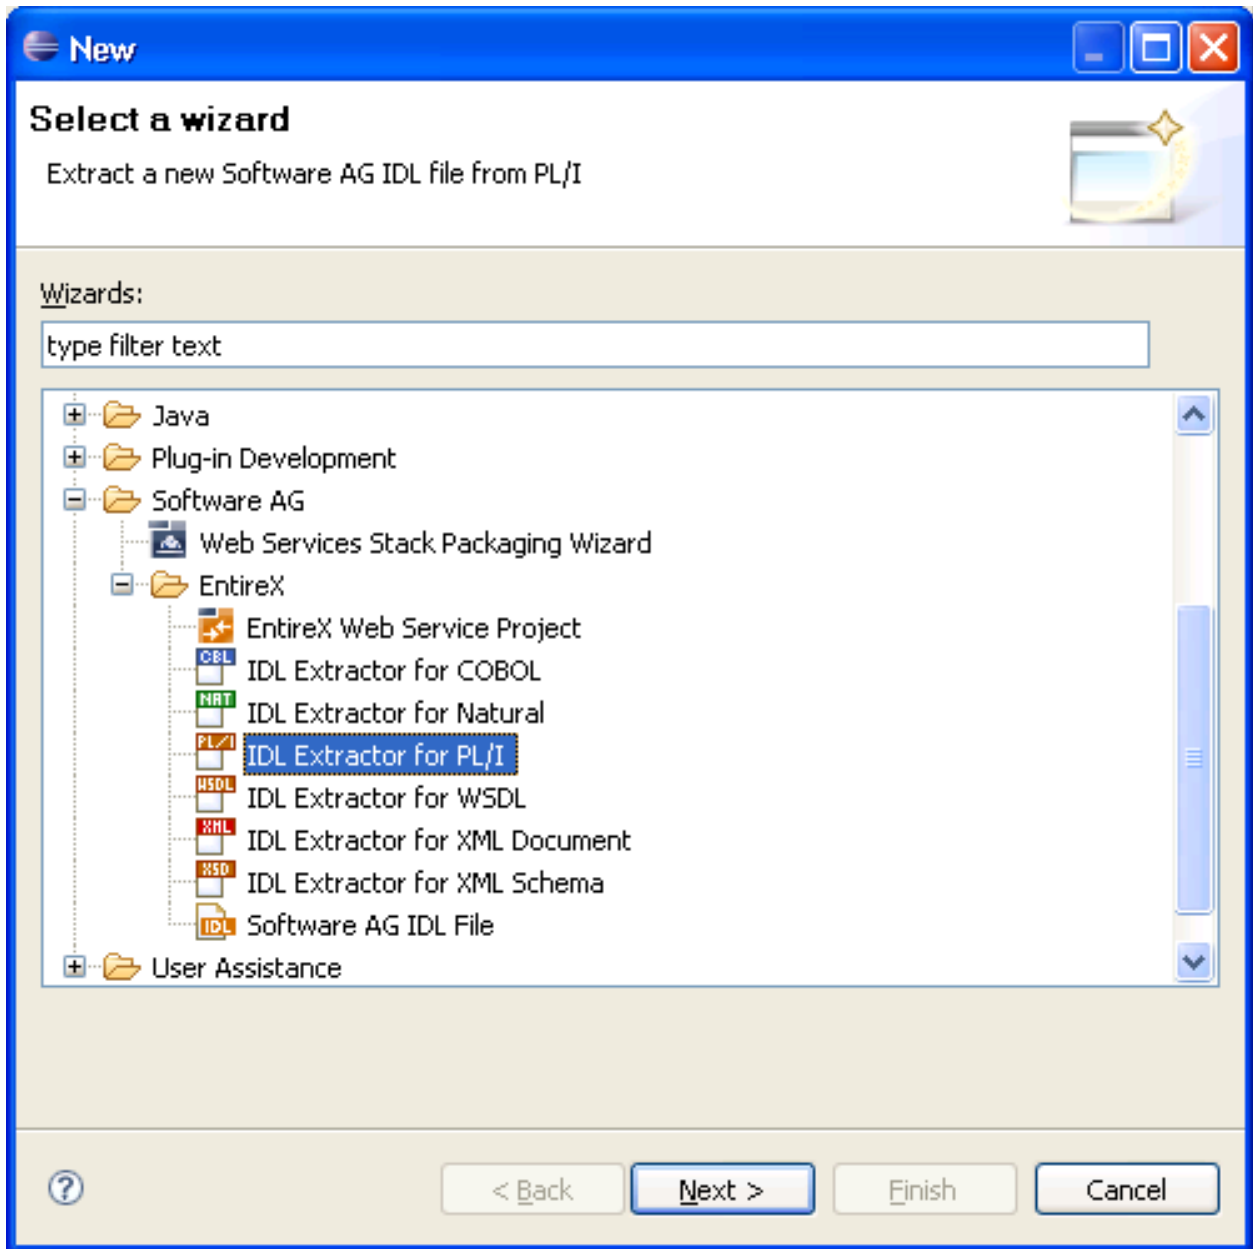 New
Select a wizard
Extract a new Software AG IDL file from PL/I
Wizards:
type filter text
Java
Plug-in Development
Software AG
Web Services Stack Packaging Wizard
EntireX
EntireX Web Service Project
CBL IDL Extractor for COBOL
NAT IDL Extractor for Natural
PL/I IDL Extractor for PL/I
WSDL IDL Extractor for WSDL
XML IDL Extractor for XML Document
XSD IDL Extractor for XML Schema
IDL Software AG IDL File
User Assistance
? < Back Next > Finish Cancel